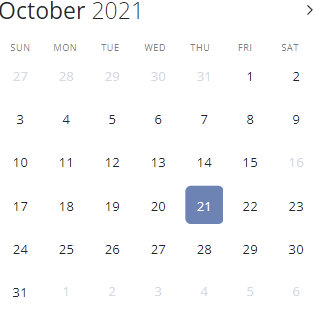 October 2021
SUN MON TUE WED THU FRI SAT
27 28 29 30 31 1 2
3 4 5 6 7 8 9
10 11 12 13 14 15 16
17 18 19 20 21 22 23
24 25 26 27 28 29 30
31 1 2 3 4 5 6